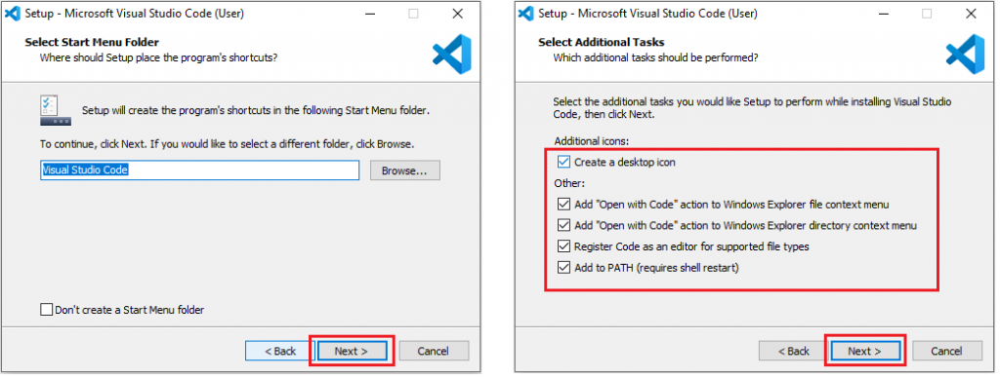 Setup - Microsoft Visual Studio Code (User)
Select Start Menu Folder
Where should Setup place the program's shortcuts?
Setup will create the program's shortcuts in the following Start Menu folder.
To continue, click Next. If you would like to select a different folder, click Browse.
Visual Studio Code
Browse...
Don't create a Start Menu folder
< Back
Next >
Cancel
Setup - Microsoft Visual Studio Code (User)
Select Additional Tasks
Which additional tasks should be performed?
Select the additional tasks you would like Setup to perform while installing Visual Studio
Code, then click Next.
Additional icons:
Create a desktop icon
Other:
Add "Open with Code" action to Windows Explorer file context menu
Add "Open with Code" action to Windows Explorer directory context menu
Register Code as an editor for supported file types
Add to PATH (requires shell restart)
< Back
Next >
Cancel